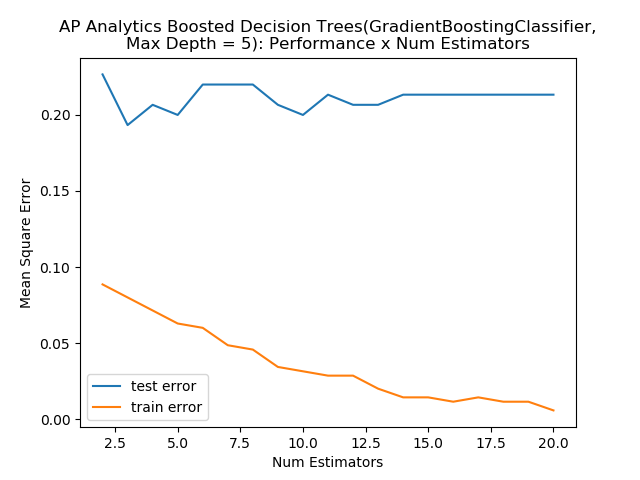 AP Analytics Boosted Decision Trees(GradientBoostingClassifier,
Max Depth = 5): Performance x Num Estimators
Mean Square Error
0.20
0.15
0.10
0.05
0.00
test error
train error
2.5 5.0 7.5 10.0 12.5 15.0 17.5 20.0
Num Estimators